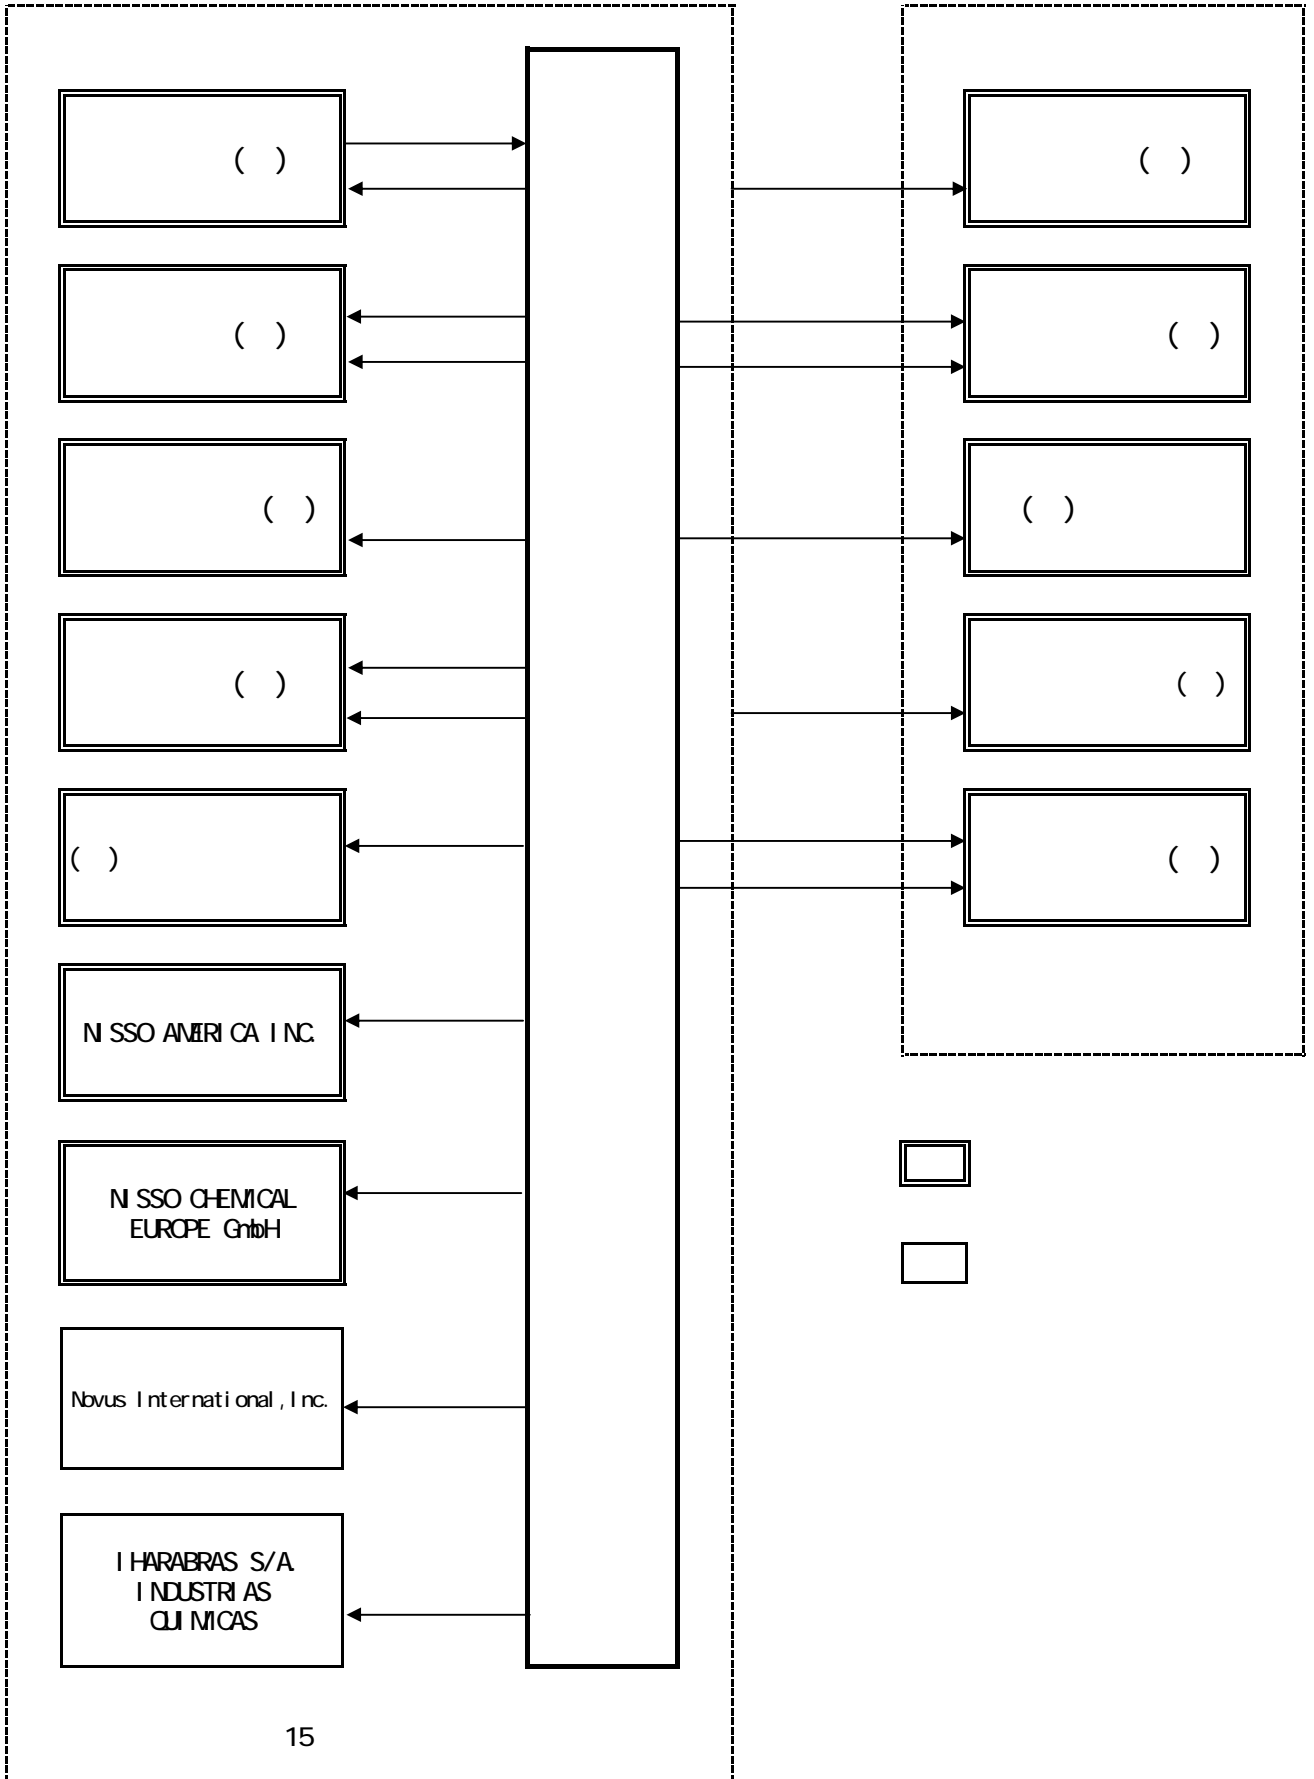 ( )
( )
( )
( )
( )
( )
( )
( )
( )
( )
NISSO AMERICA INC.
NISSO CHEMICAL
EUROPE GmbH
Novus International,Inc.
IHARABRAS S/A.
INDUSTRIAS
QUIMICAS
15